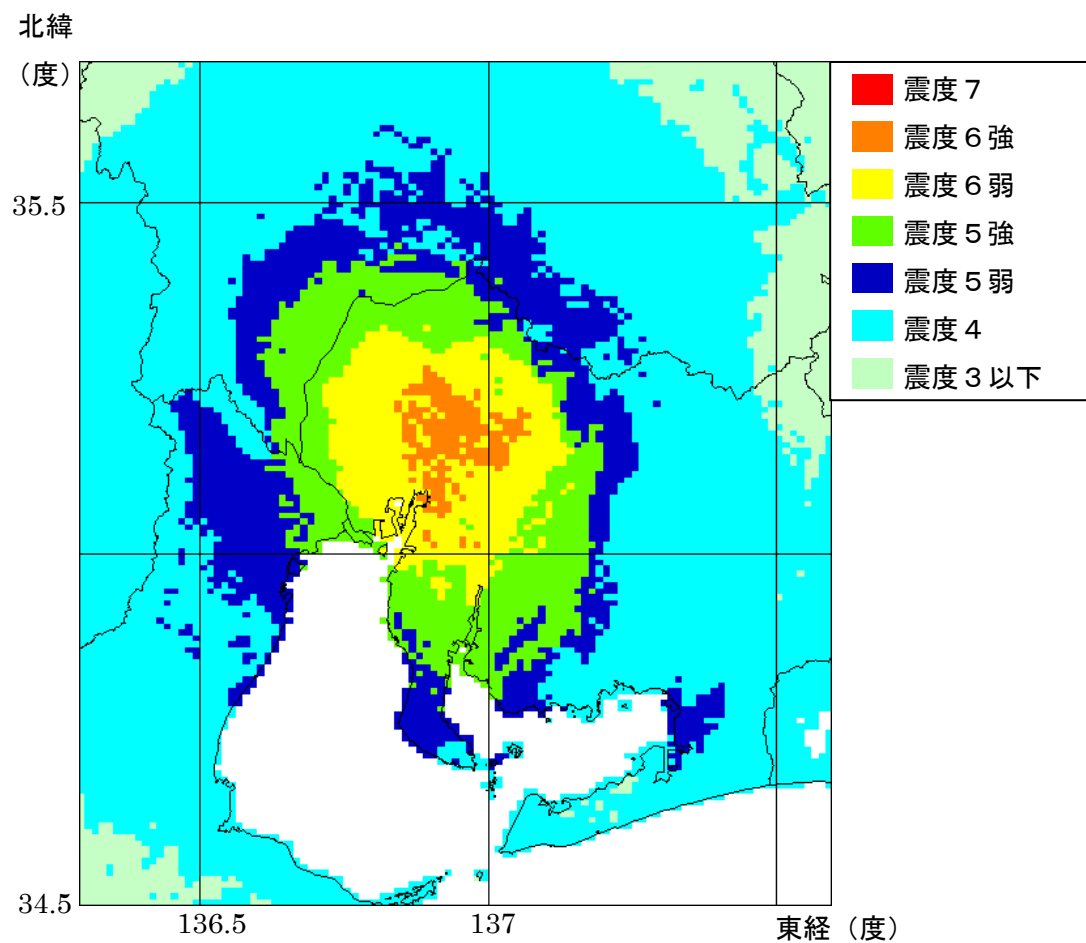 北緯
（度）
震度７
震度６強
震度６弱
震度５強
震度５弱
震度４
震度３以下
35.5
34.5
136.5
137
東経（度）